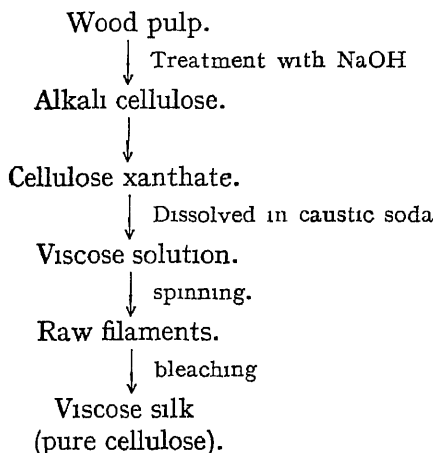 Wood pulp.
Treatment with NaOH
Alkali cellulose.
Cellulose xanthate.
Dissolved in caustic soda
Viscose solution.
spinning.
Raw filaments.
bleaching
Viscose silk
(pure cellulose).